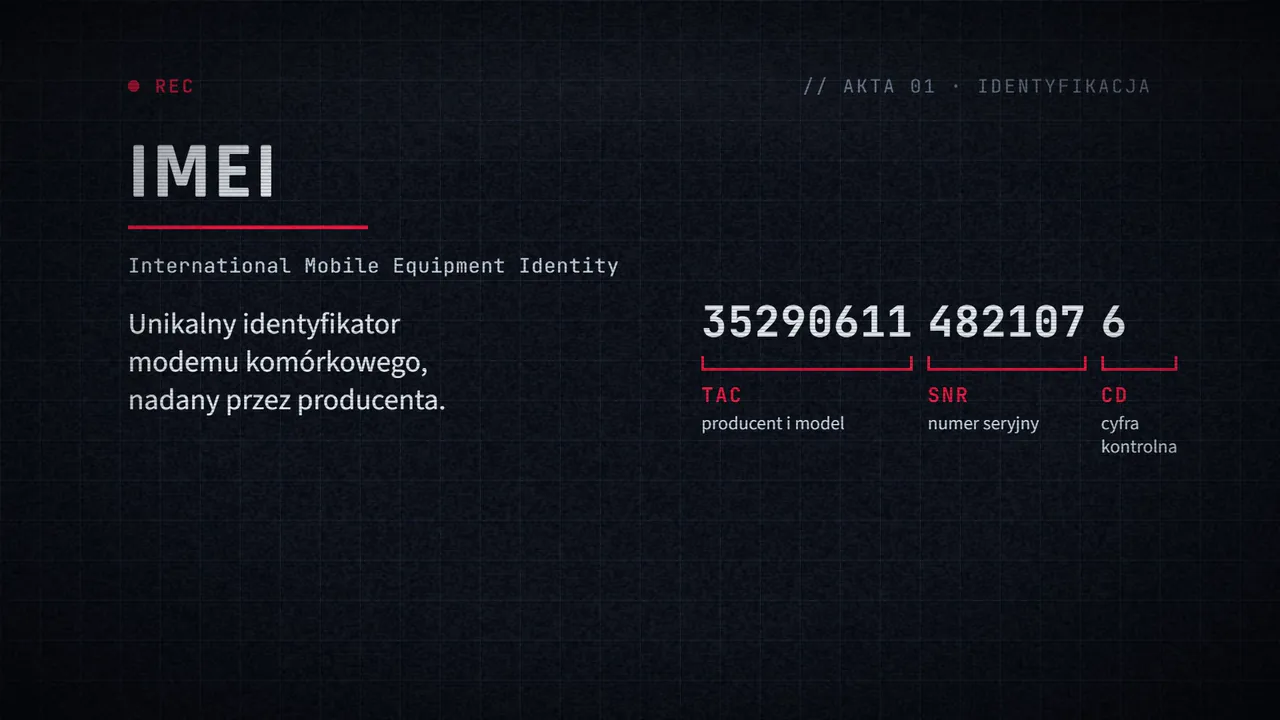 REC
// AKTA 01 · IDENTYFIKACJA
IMEI
International Mobile Equipment Identity
Unikalny identyfikator
modemu komórkowego,
nadany przez producenta.
35290611 482107 6
TAC SNR CD
producent i model numer seryjny cyfra
kontrolna